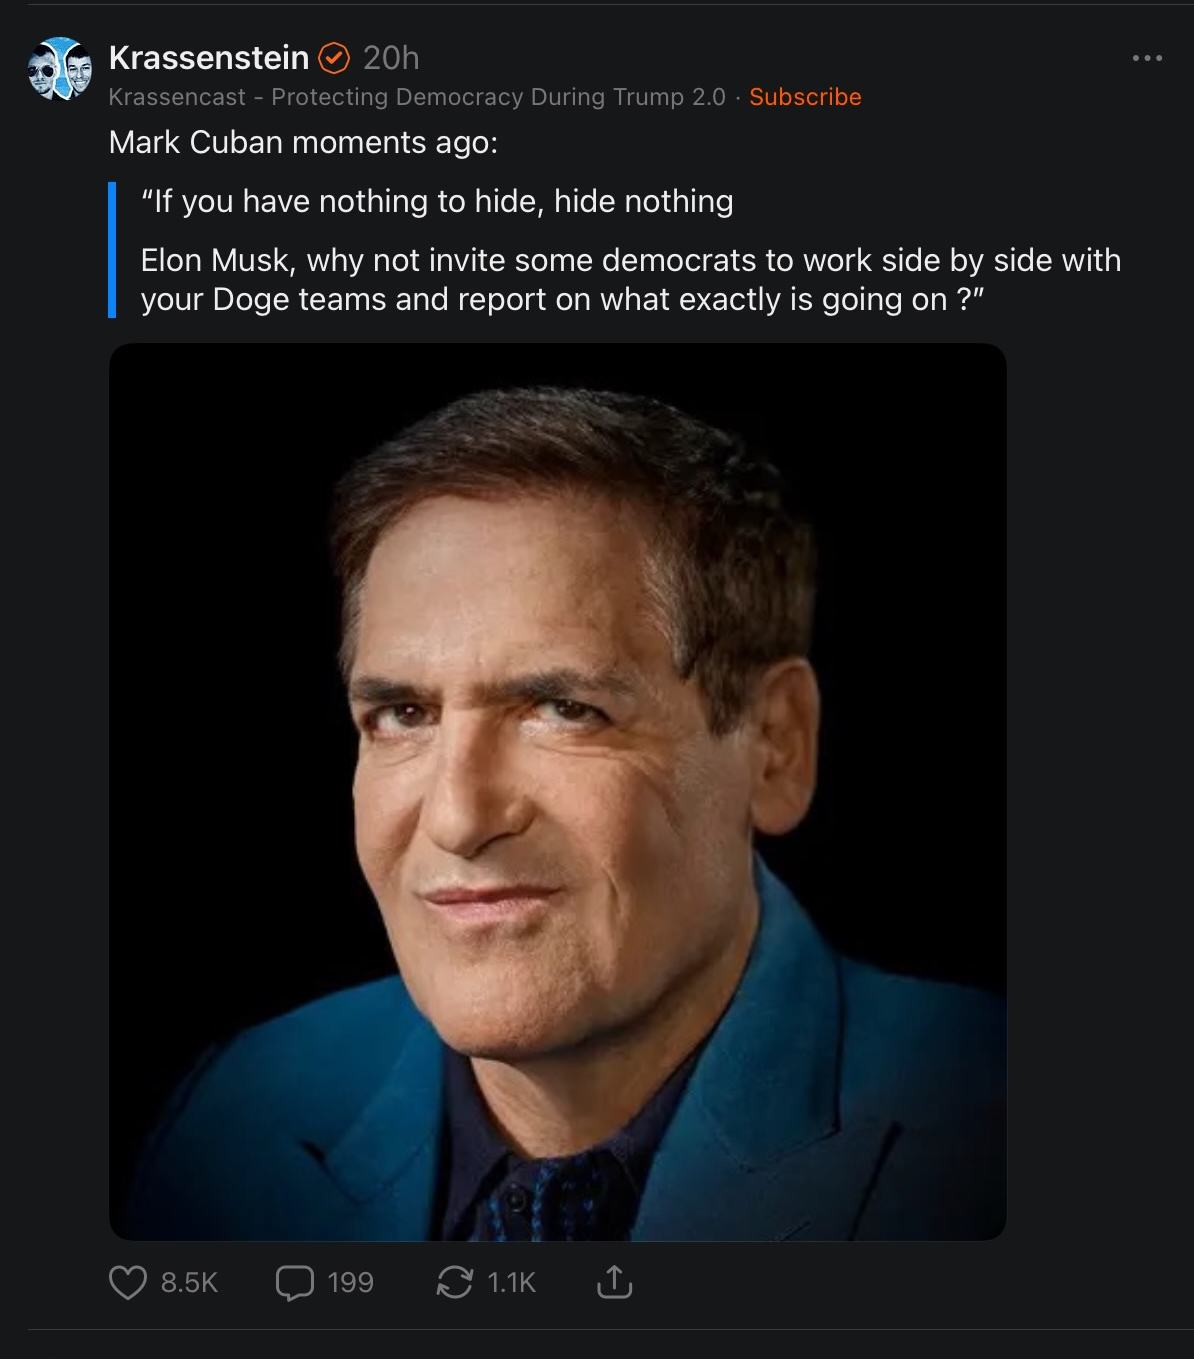 Krassenstein 20h
Krassencast - Protecting Democracy During Trump 2.0 · Subscribe
Mark Cuban moments ago:
“If you have nothing to hide, hide nothing
Elon Musk, why not invite some democrats to work side by side with
your Doge teams and report on what exactly is going on ?”
8.5K 199 1.1K